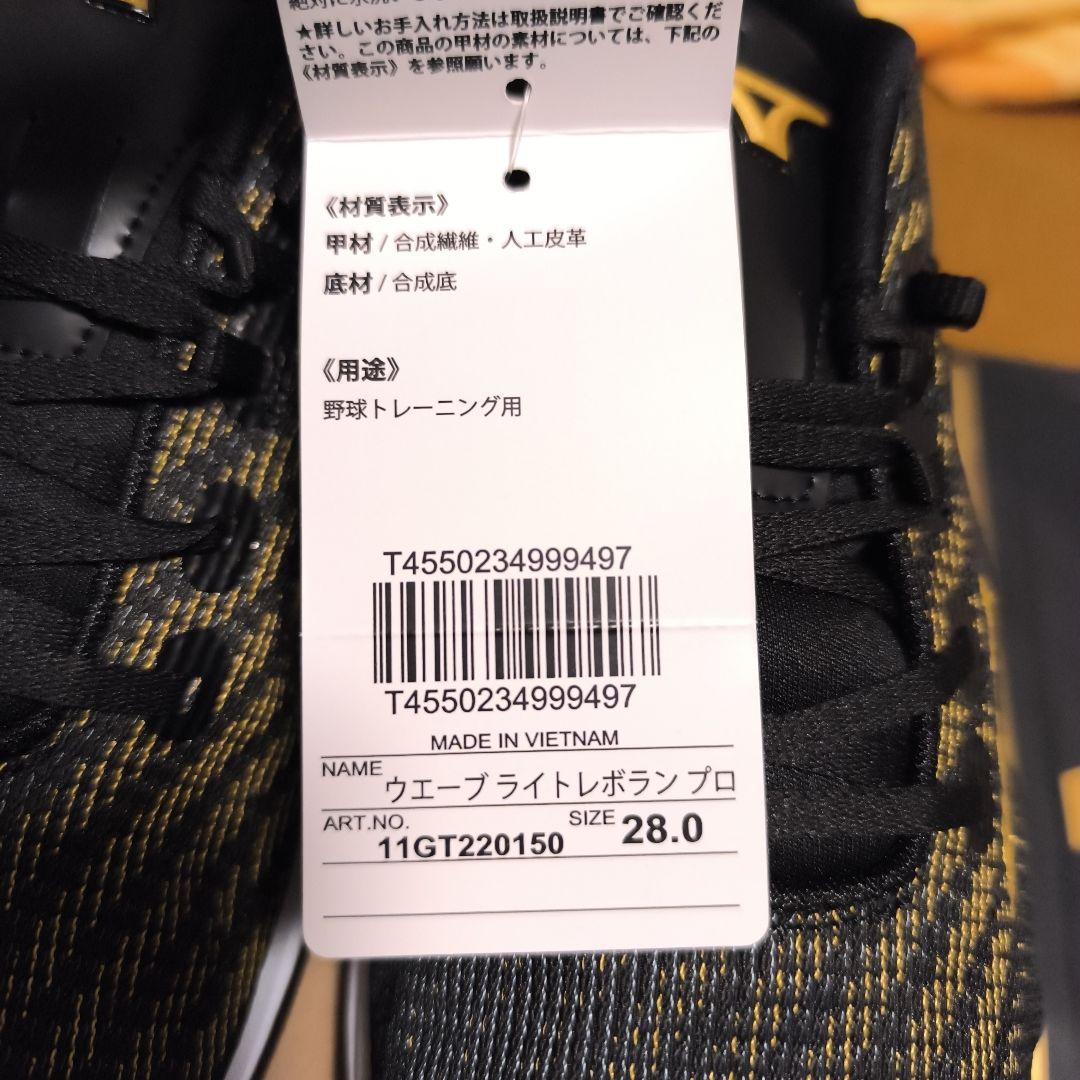 ★詳しいお手入れ方法は取扱説明書でご確認くだ
さい。この商品の甲材の素材については、下記の
《材質表示》を参照願います。
《材質表示》
甲材 / 合成繊維・人工皮革
底材 / 合成底
《用途》
野球トレーニング用
T4550234999497
T4550234999497
MADE IN VIETNAM
NAME ウエーブ ライトレボラン プロ
ART.NO. 11GT220150 SIZE 28.0